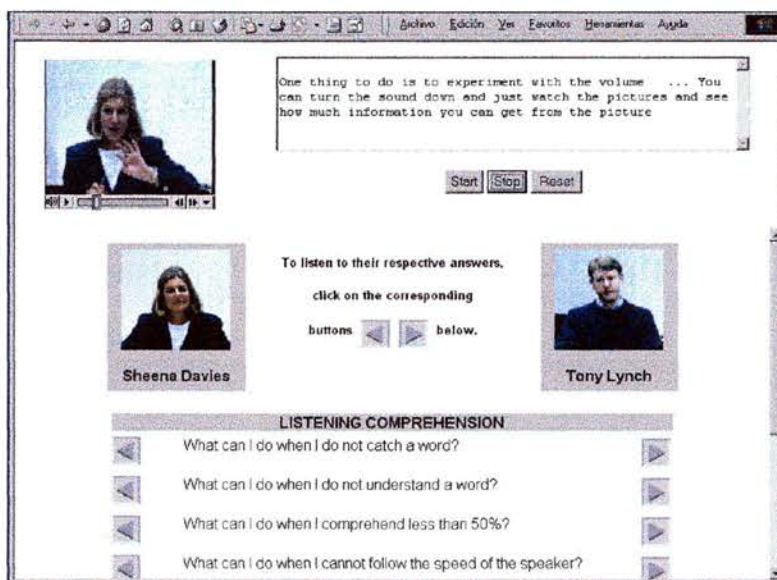 Archivo Edición Ver Favoritos Herramientas Ayuda
One thing to do is to experiment with the volume ... You
can turn the sound down and just watch the pictures and see
how much information you can get from the picture
Start Stop Reset
To listen to their respective answers,
click on the corresponding
buttons below.
Sheena Davies
Tony Lynch
LISTENING COMPREHENSION
What can I do when I do not catch a word?
What can I do when I do not understand a word?
What can I do when I comprehend less than 50%?
What can I do when I cannot follow the speed of the speaker?